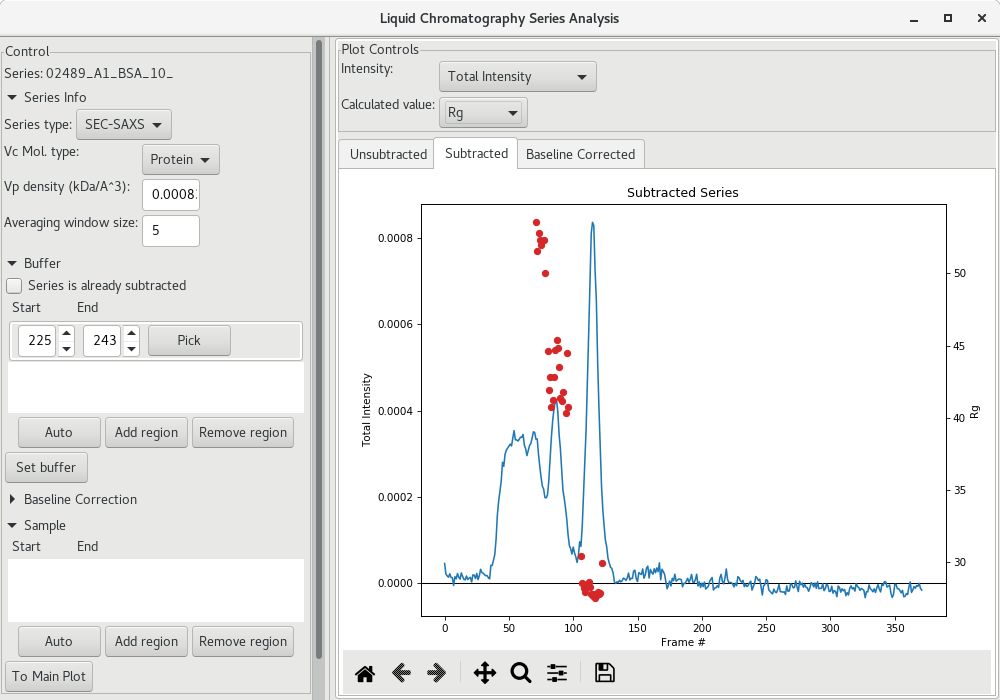 Liquid Chromatography Series Analysis
Control
Series: 02489_A1_BSA_10_
Series Info
Series type: SEC-SAXS
Vc Mol. type: Protein
Vp density (kDa/A^3): 0.0008
Averaging window size: 5
Buffer
Series is already subtracted
Start End
225 243 Pick
Auto Add region Remove region
Set buffer
Baseline Correction
Sample
Start End
Auto Add region Remove region
To Main Plot
Plot Controls
Intensity: Total Intensity
Calculated value: Rg
Unsubtracted Subtracted Baseline Corrected
Subtracted Series
Total Intensity
0.0008
0.0006
0.0004
0.0002
0.0000
50
45
40
35
30
Rg
0 50 100 150 200 250 300 350
Frame #